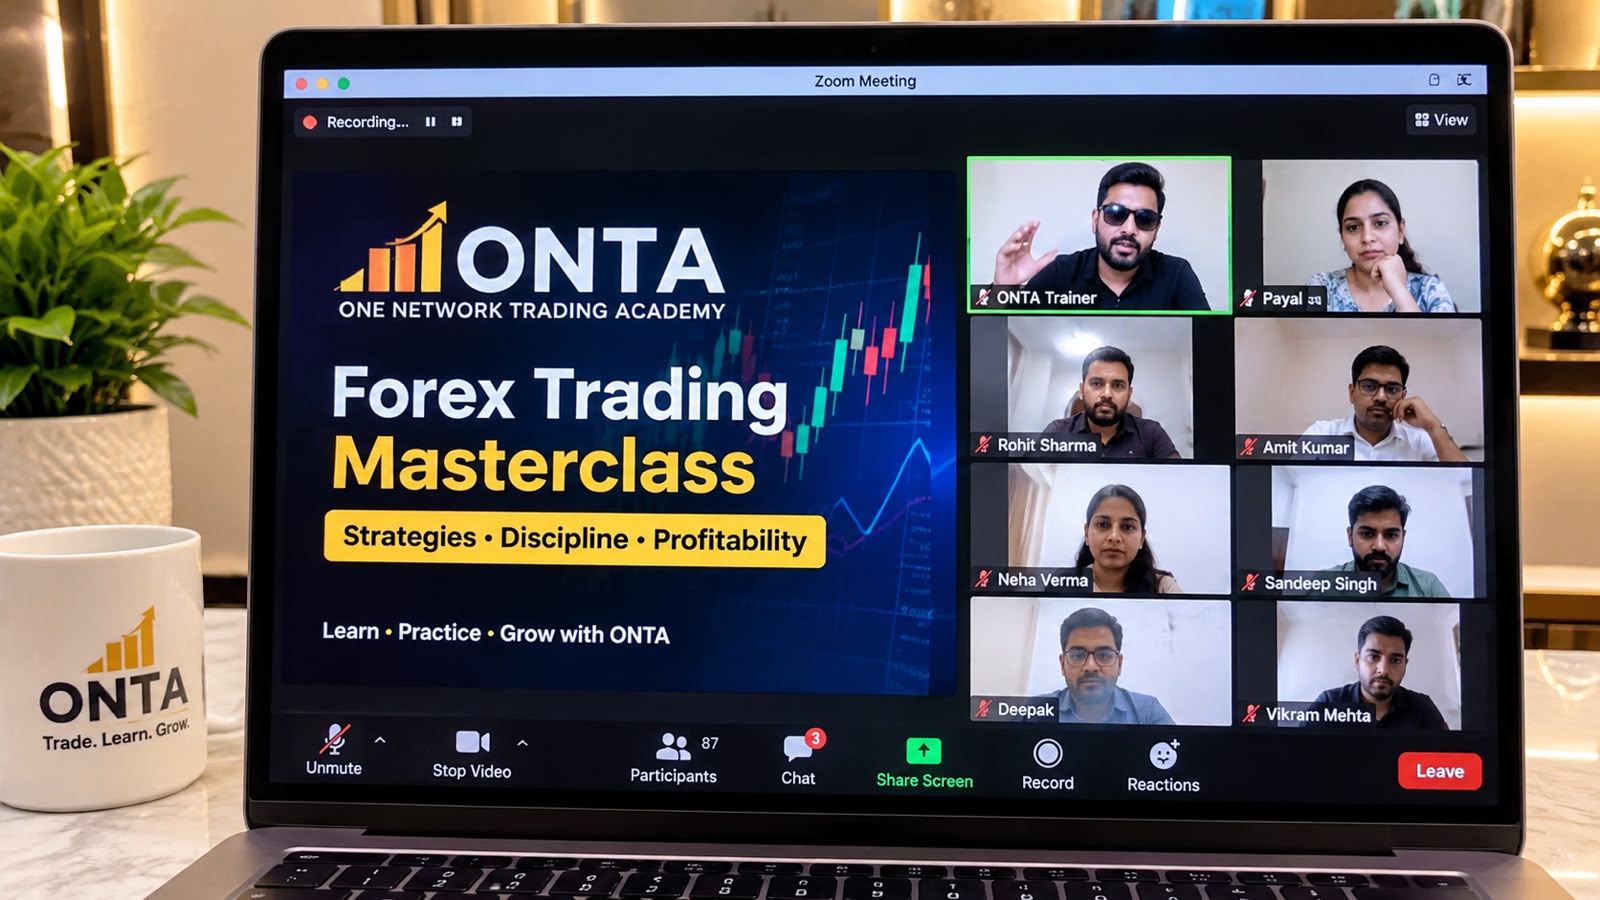 Zoom Meeting
Recording...
View
ONTA
ONE NETWORK TRADING ACADEMY
Forex Trading
Masterclass
Strategies • Discipline • Profitability
Learn • Practice • Grow with ONTA
ONTA Trainer
Payal
Rohit Sharma
Amit Kumar
Neha Verma
Sandeep Singh
Deepak
Vikram Mehta
Unmute
Stop Video
87
Participants
3
Chat
Share Screen
Record
Reactions
Leave
ONTA
Trade. Learn. Grow.